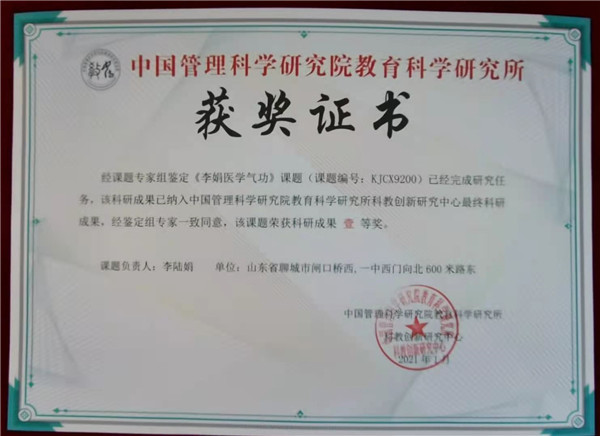 中国管理科学研究院教育科学研究所
获奖证书
经课题专家组鉴定《李娟医学气功》课题（课题编号：KJCX9200）已经完成研究任
务，该科研成果已纳入中国管理科学研究院教育科学研究所科教创新研究中心最终科研
成果，经鉴定组专家一致同意，该课题荣获科研成果 壹 等奖。
课题负责人：李陆娟 单位：山东省聊城市闸口桥西,一中西门向北600米路东
中国管理科学研究院教育科学研究所
科教创新研究中心
2021年1月